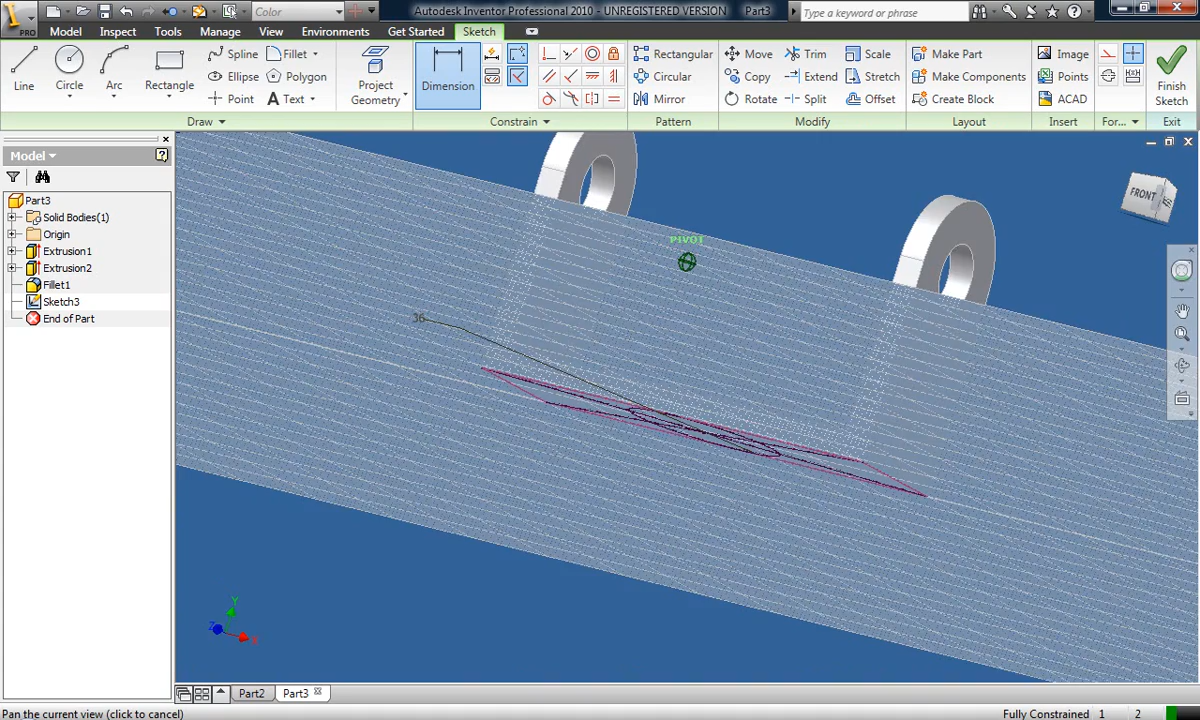 PRO
Color
Autodesk Inventor Professional 2010 - UNREGISTERED VERSION
Part3
Type a keyword or phrase
Model
Inspect
Tools
Manage
View
Environments
Get Started
Sketch
Line
Circle
Arc
Rectangle
Spline
Ellipse
Point
Fillet
Polygon
Text
Project
Geometry
Draw
Dimension
Constrain
Rectangular
Circular
Mirror
Pattern
Move
Copy
Rotate
Trim
Extend
Split
Scale
Stretch
Offset
Modify
Make Part
Make Components
Create Block
Layout
Image
Points
ACAD
Insert
For...
Finish
Sketch
Exit
Model
Part3
Solid Bodies(1)
Origin
Extrusion1
Extrusion2
Fillet1
Sketch3
End of Part
PIVOT
36
FRONT
Y
Z
X
Part2
Part3
Pan the current view (click to cancel)
Fully Constrained
1
2